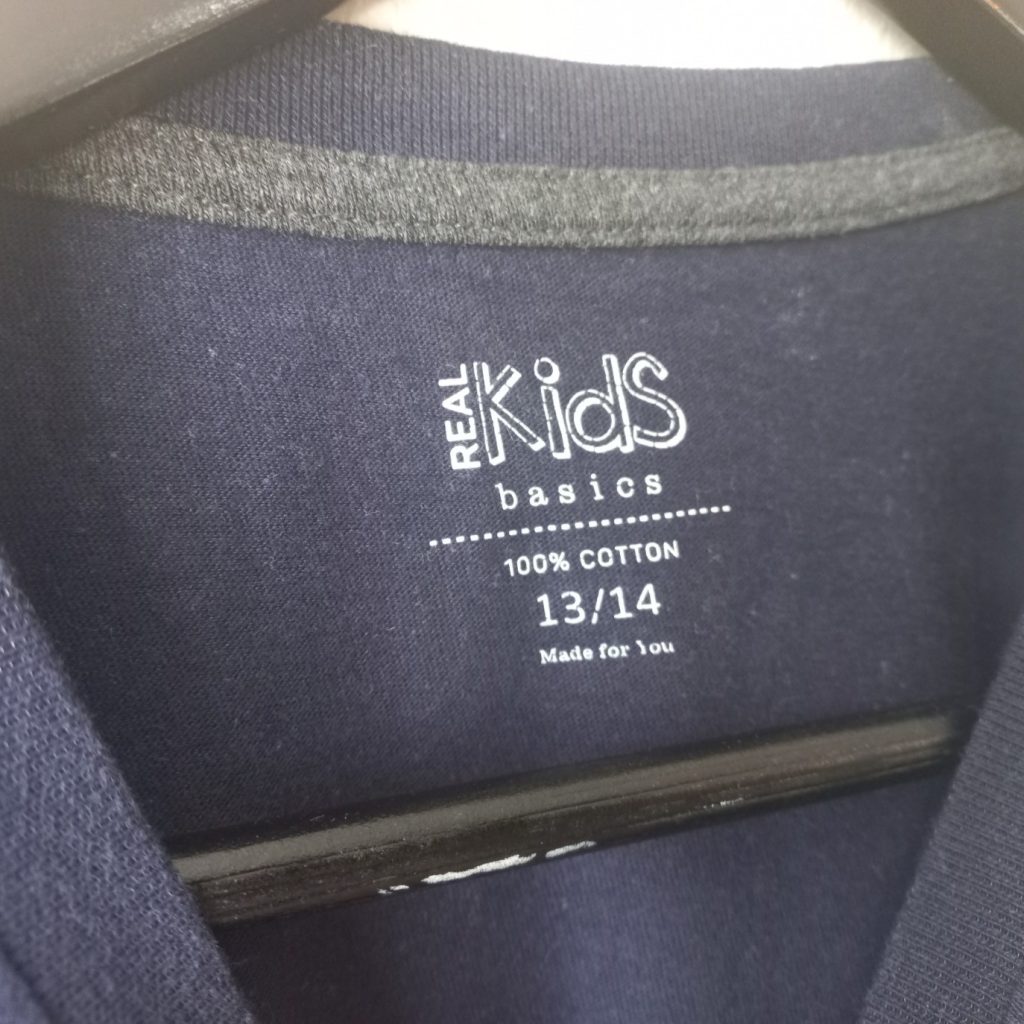 REAL Kids
basics
100% COTTON
13/14
Made for You